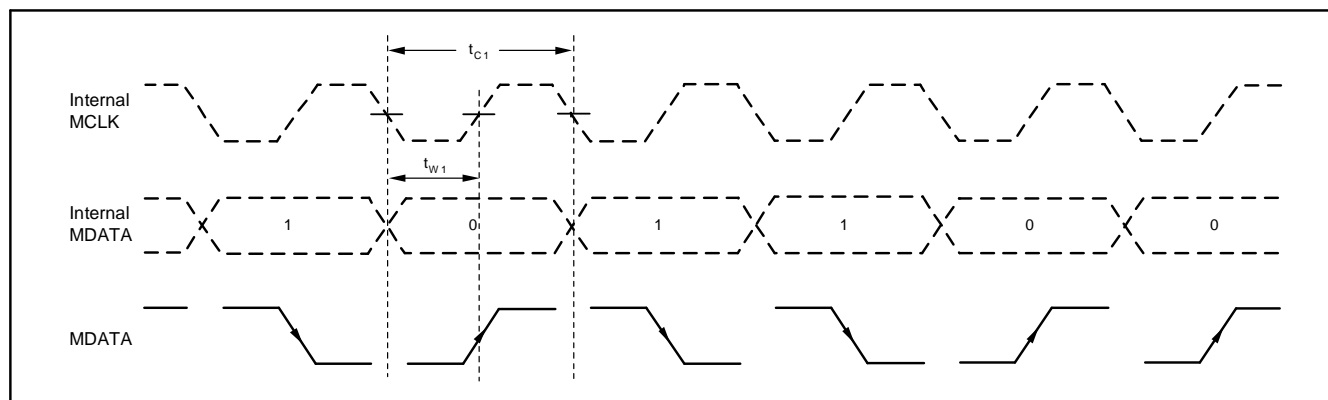 tC1
Internal
MCLK
tW1
Internal
MDATA
1 0 1 1 0 0
MDATA